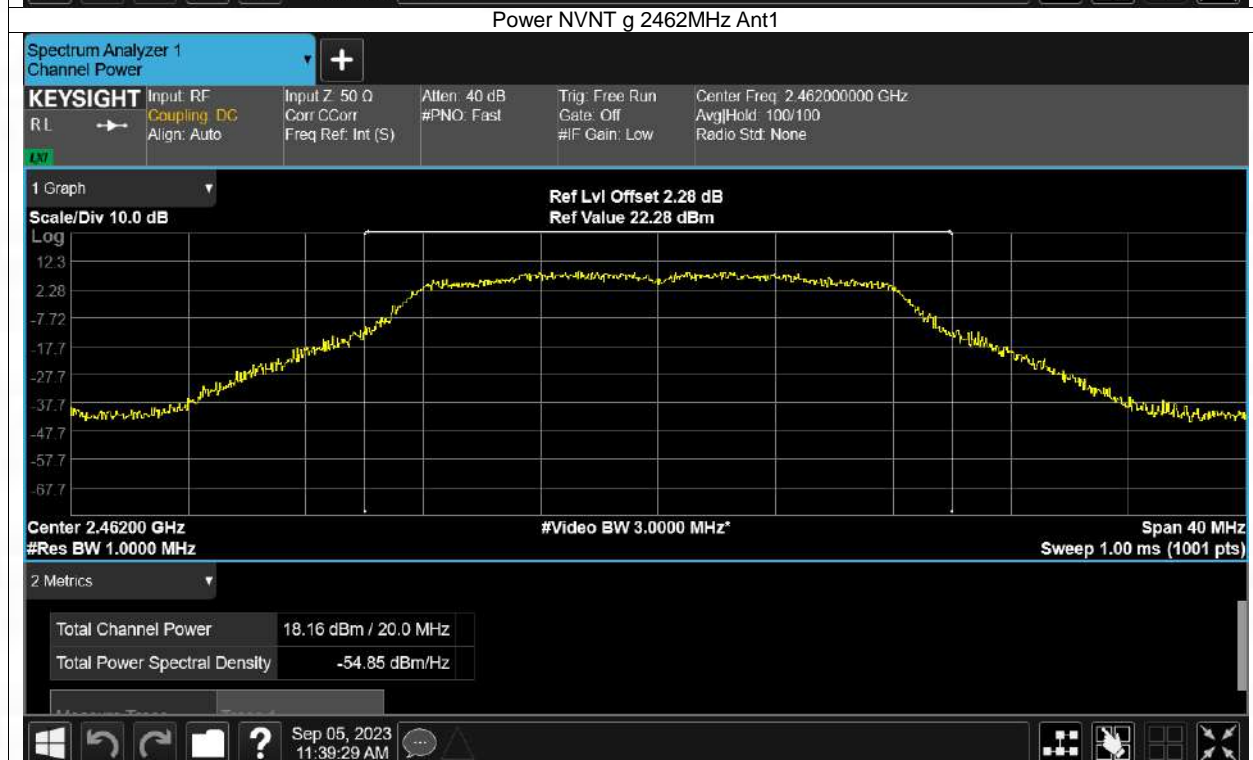 Power NVNT g 2462MHz Ant1
Spectrum Analyzer 1
Channel Power
+
KEYSIGHT Input: RF Input Z: 50 Ω Atten: 40 dB Trig: Free Run Center Freq: 2.462000000 GHz
RL Coupling: DC Corr CCorr #PNO: Fast Gate: Off Avg|Hold: 100/100
Align: Auto Freq Ref: Int (S) #IF Gain: Low Radio Std: None
LXI
1 Graph Ref Lvl Offset 2.28 dB
Scale/Div 10.0 dB Ref Value 22.28 dBm
Log
12.3
2.28
-7.72
-17.7
-27.7
-37.7
-47.7
-57.7
-67.7
Center 2.46200 GHz #Video BW 3.0000 MHz* Span 40 MHz
#Res BW 1.0000 MHz Sweep 1.00 ms (1001 pts)
2 Metrics
Total Channel Power 18.16 dBm / 20.0 MHz
Total Power Spectral Density -54.85 dBm/Hz
? Sep 05, 2023
11:39:29 AM